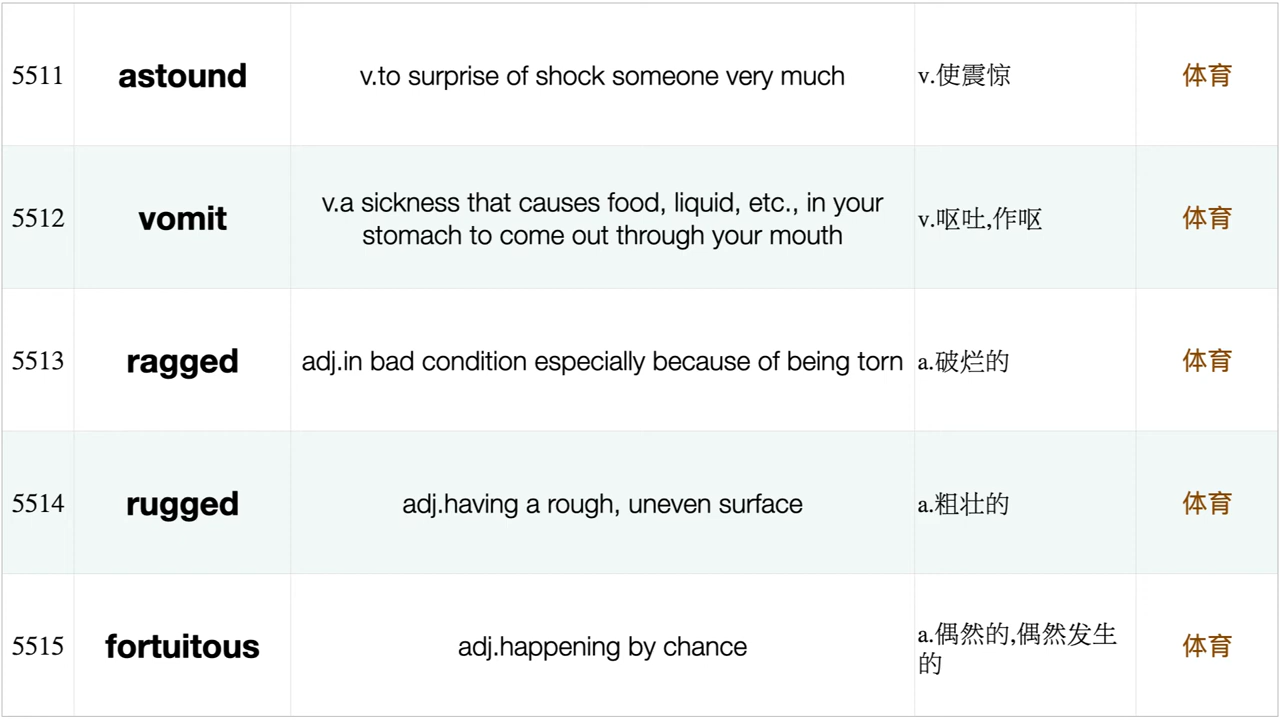 5511 astound v.to surprise of shock someone very much v.使震惊 体育
5512 vomit v.a sickness that causes food, liquid, etc., in your
stomach to come out through your mouth v.呕吐,作呕 体育
5513 ragged adj.in bad condition especially because of being torn a.破烂的 体育
5514 rugged adj.having a rough, uneven surface a.粗壮的 体育
5515 fortuitous adj.happening by chance a.偶然的,偶然发生
的 体育